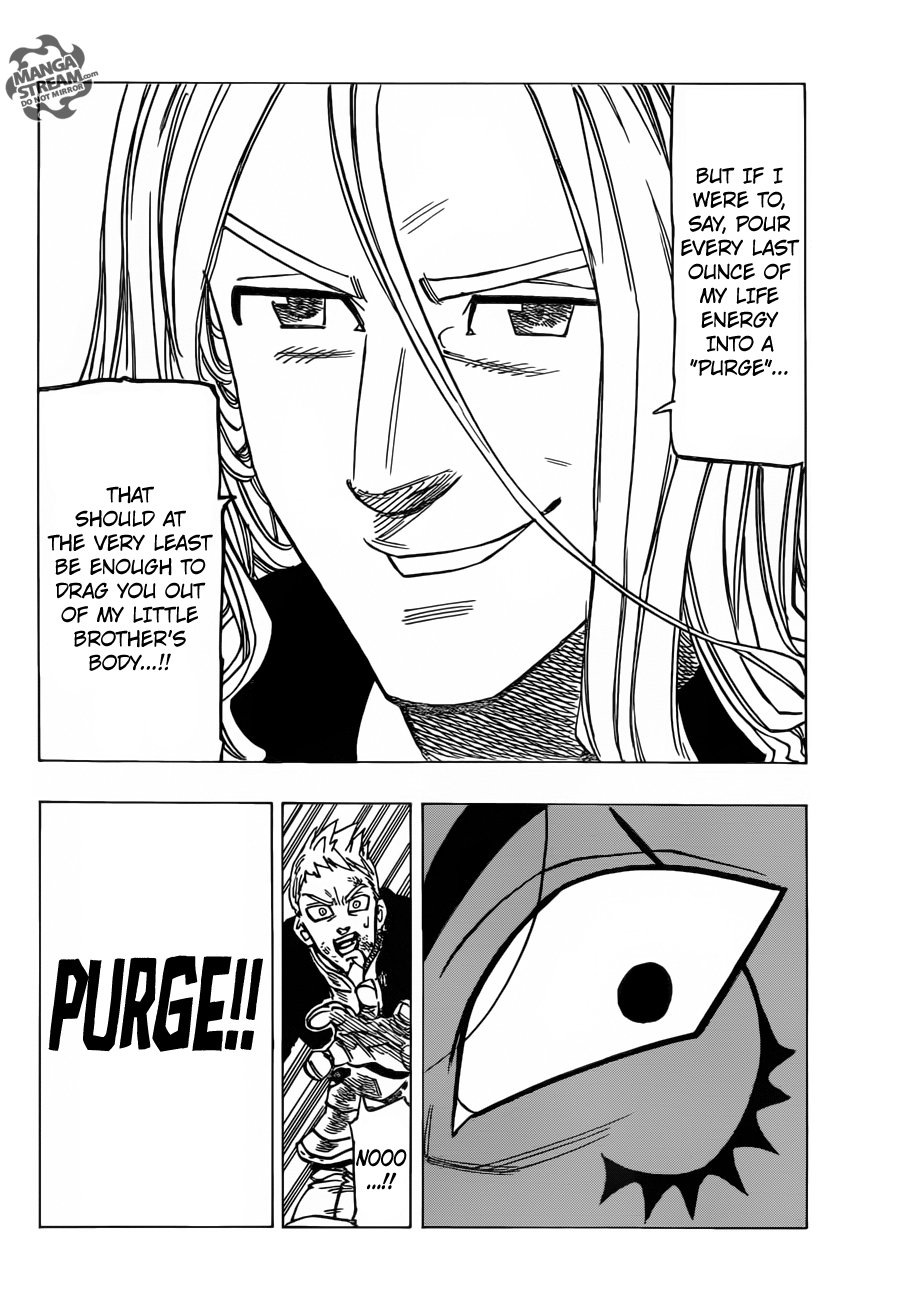 MANGA
STREAM.com
DO NOT MIRROR
BUT IF I
WERE TO,
SAY, POUR
EVERY LAST
OUNCE OF
MY LIFE
ENERGY
INTO A
"PURGE"...
THAT
SHOULD AT
THE VERY LEAST
BE ENOUGH TO
DRAG YOU OUT
OF MY LITTLE
BROTHER'S
BODY...!!
NOOO
...!!
PURGE!!